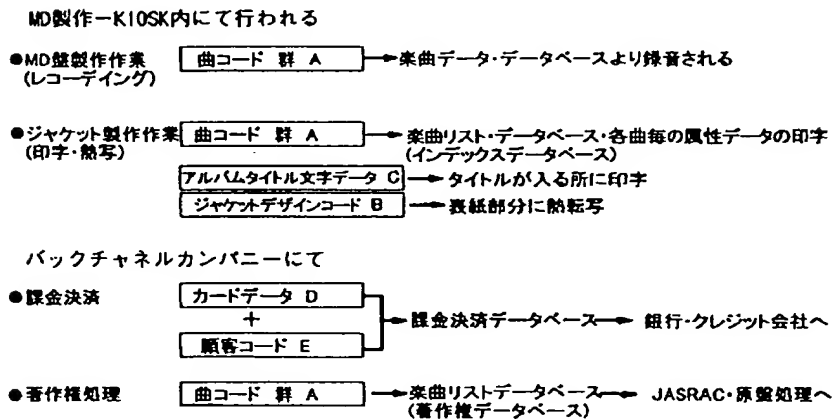 MD製作－KIOSK内にて行われる
●MD盤製作作業 曲コード 群 A 楽曲データ・データベースより録音される
(レコーデイング)
●ジャケット製作作業 曲コード 群 A 楽曲リスト・データベース・各曲毎の属性データの印字
(印字・熱写) (インデックスデータベース)
アルバムタイトル文字データ C タイトルが入る所に印字
ジャケットデザインコード B 表紙部分に熱転写
バックチャネルカンパニーにて
●課金決済 カードデータ D
+ 課金決済データベース 銀行・クレジット会社へ
顧客コード E
●著作権処理 曲コード 群 A 楽曲リストデータベース JASRAC・原盤処理へ
(著作権データベース)